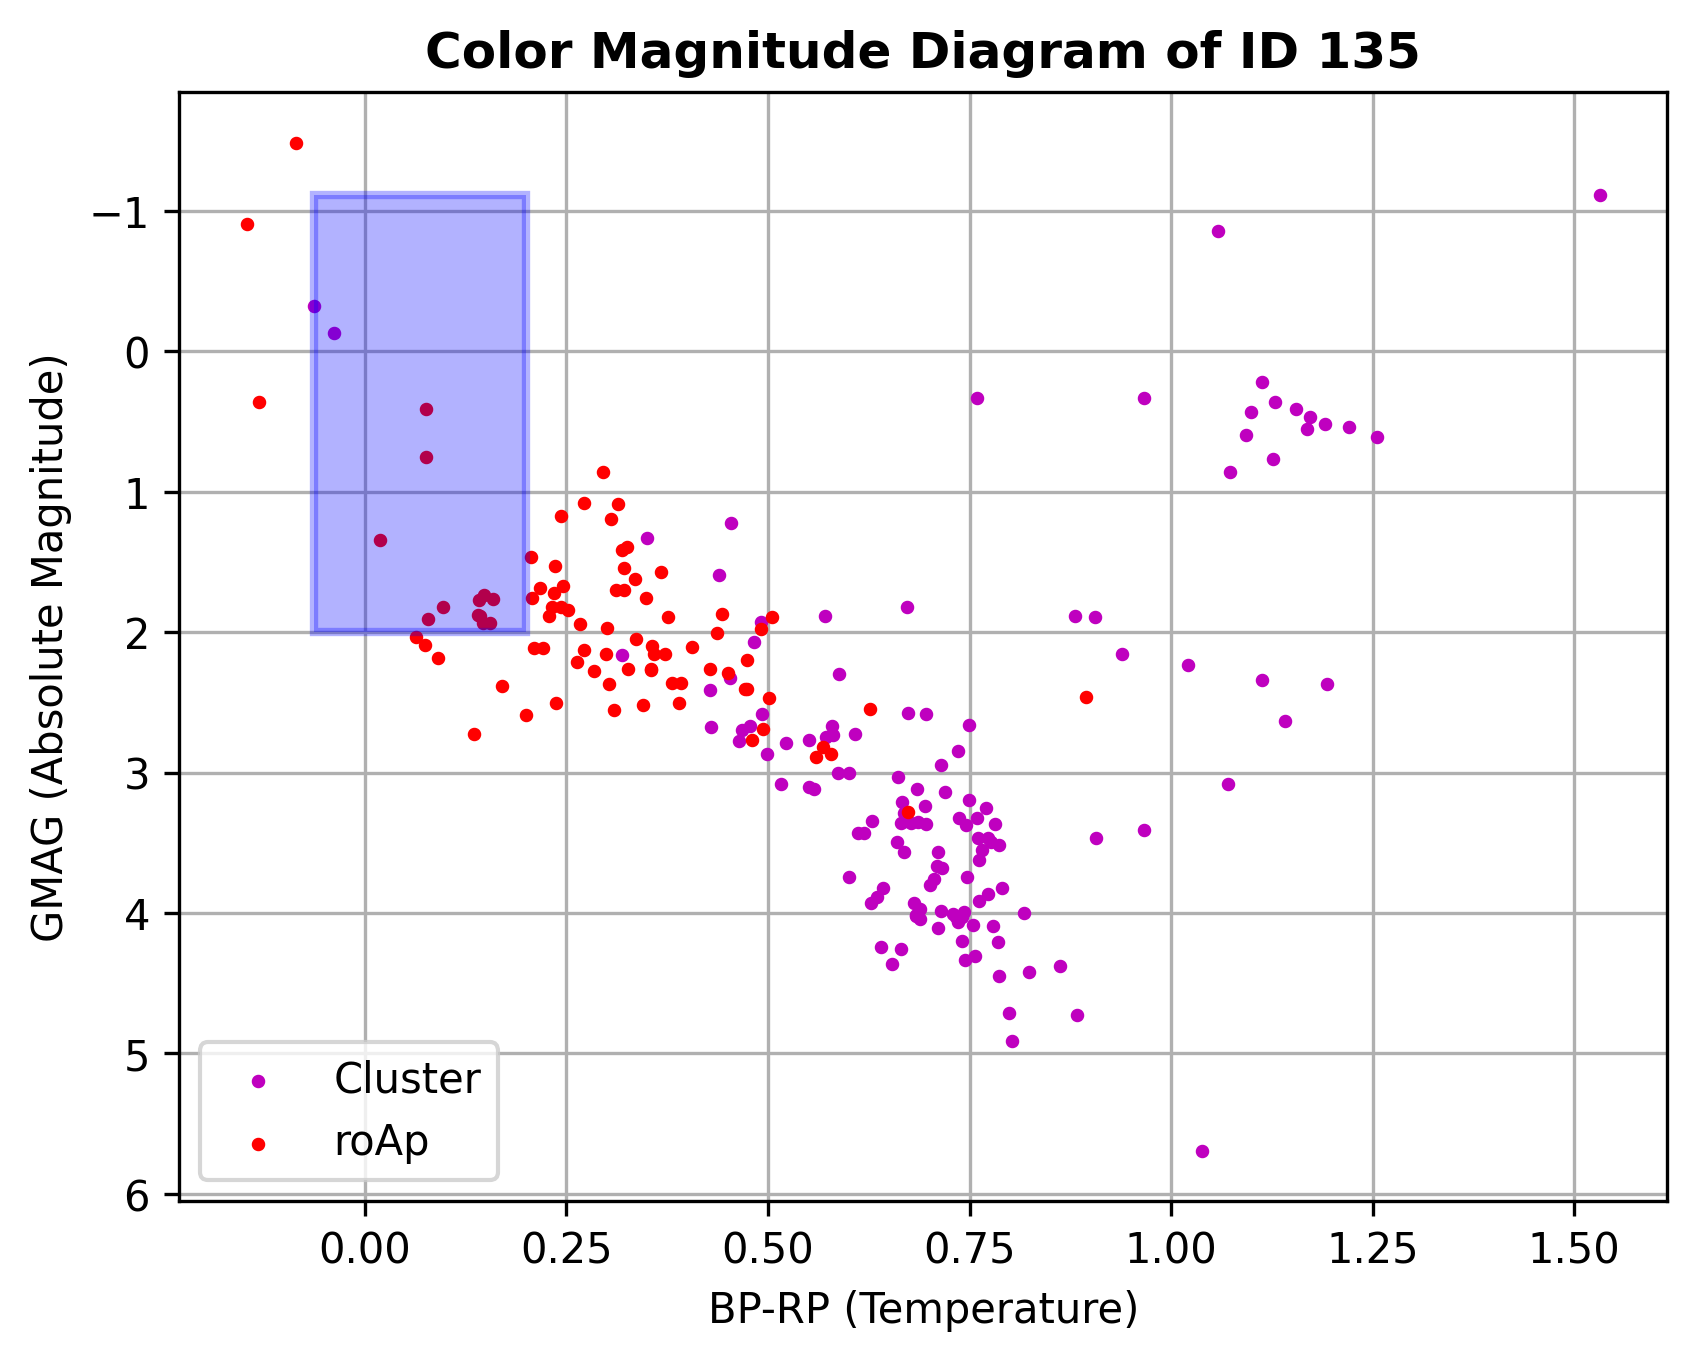 Color Magnitude Diagram of ID 135
GMAG (Absolute Magnitude)
−1
0
1
2
3
4
5
6
Cluster
roAp
0.00 0.25 0.50 0.75 1.00 1.25 1.50
BP-RP (Temperature)